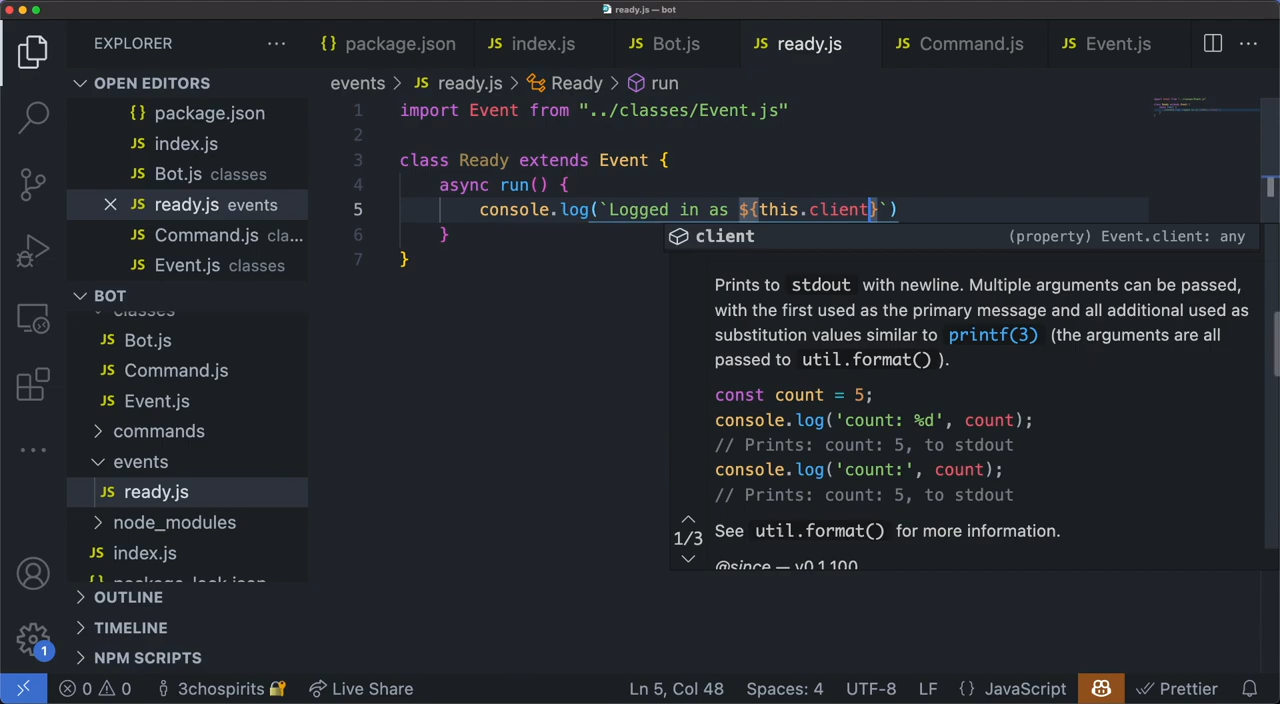 ready.js — bot
EXPLORER
{} package.json
JS index.js
JS Bot.js
JS ready.js
JS Command.js
JS Event.js
OPEN EDITORS
{} package.json
JS index.js
JS Bot.js classes
JS ready.js events
JS Command.js cla...
JS Event.js classes
BOT
classes
JS Bot.js
JS Command.js
JS Event.js
commands
events
JS ready.js
node_modules
JS index.js
{} package-lock.json
OUTLINE
TIMELINE
NPM SCRIPTS
events > JS ready.js > Ready > run
1 import Event from "../classes/Event.js"
2
3 class Ready extends Event {
4 async run() {
5 console.log(`Logged in as ${this.client}`)
6 }
7 }
client (property) Event.client: any
Prints to stdout with newline. Multiple arguments can be passed,
with the first used as the primary message and all additional used as
substitution values similar to printf(3) (the arguments are all
passed to util.format() ).
const count = 5;
console.log('count: %d', count);
// Prints: count: 5, to stdout
console.log('count:', count);
// Prints: count: 5, to stdout
1/3
See util.format() for more information.
@since — v0.1.100
1
0 0 3chospirits Live Share Ln 5, Col 48 Spaces: 4 UTF-8 LF {} JavaScript Prettier